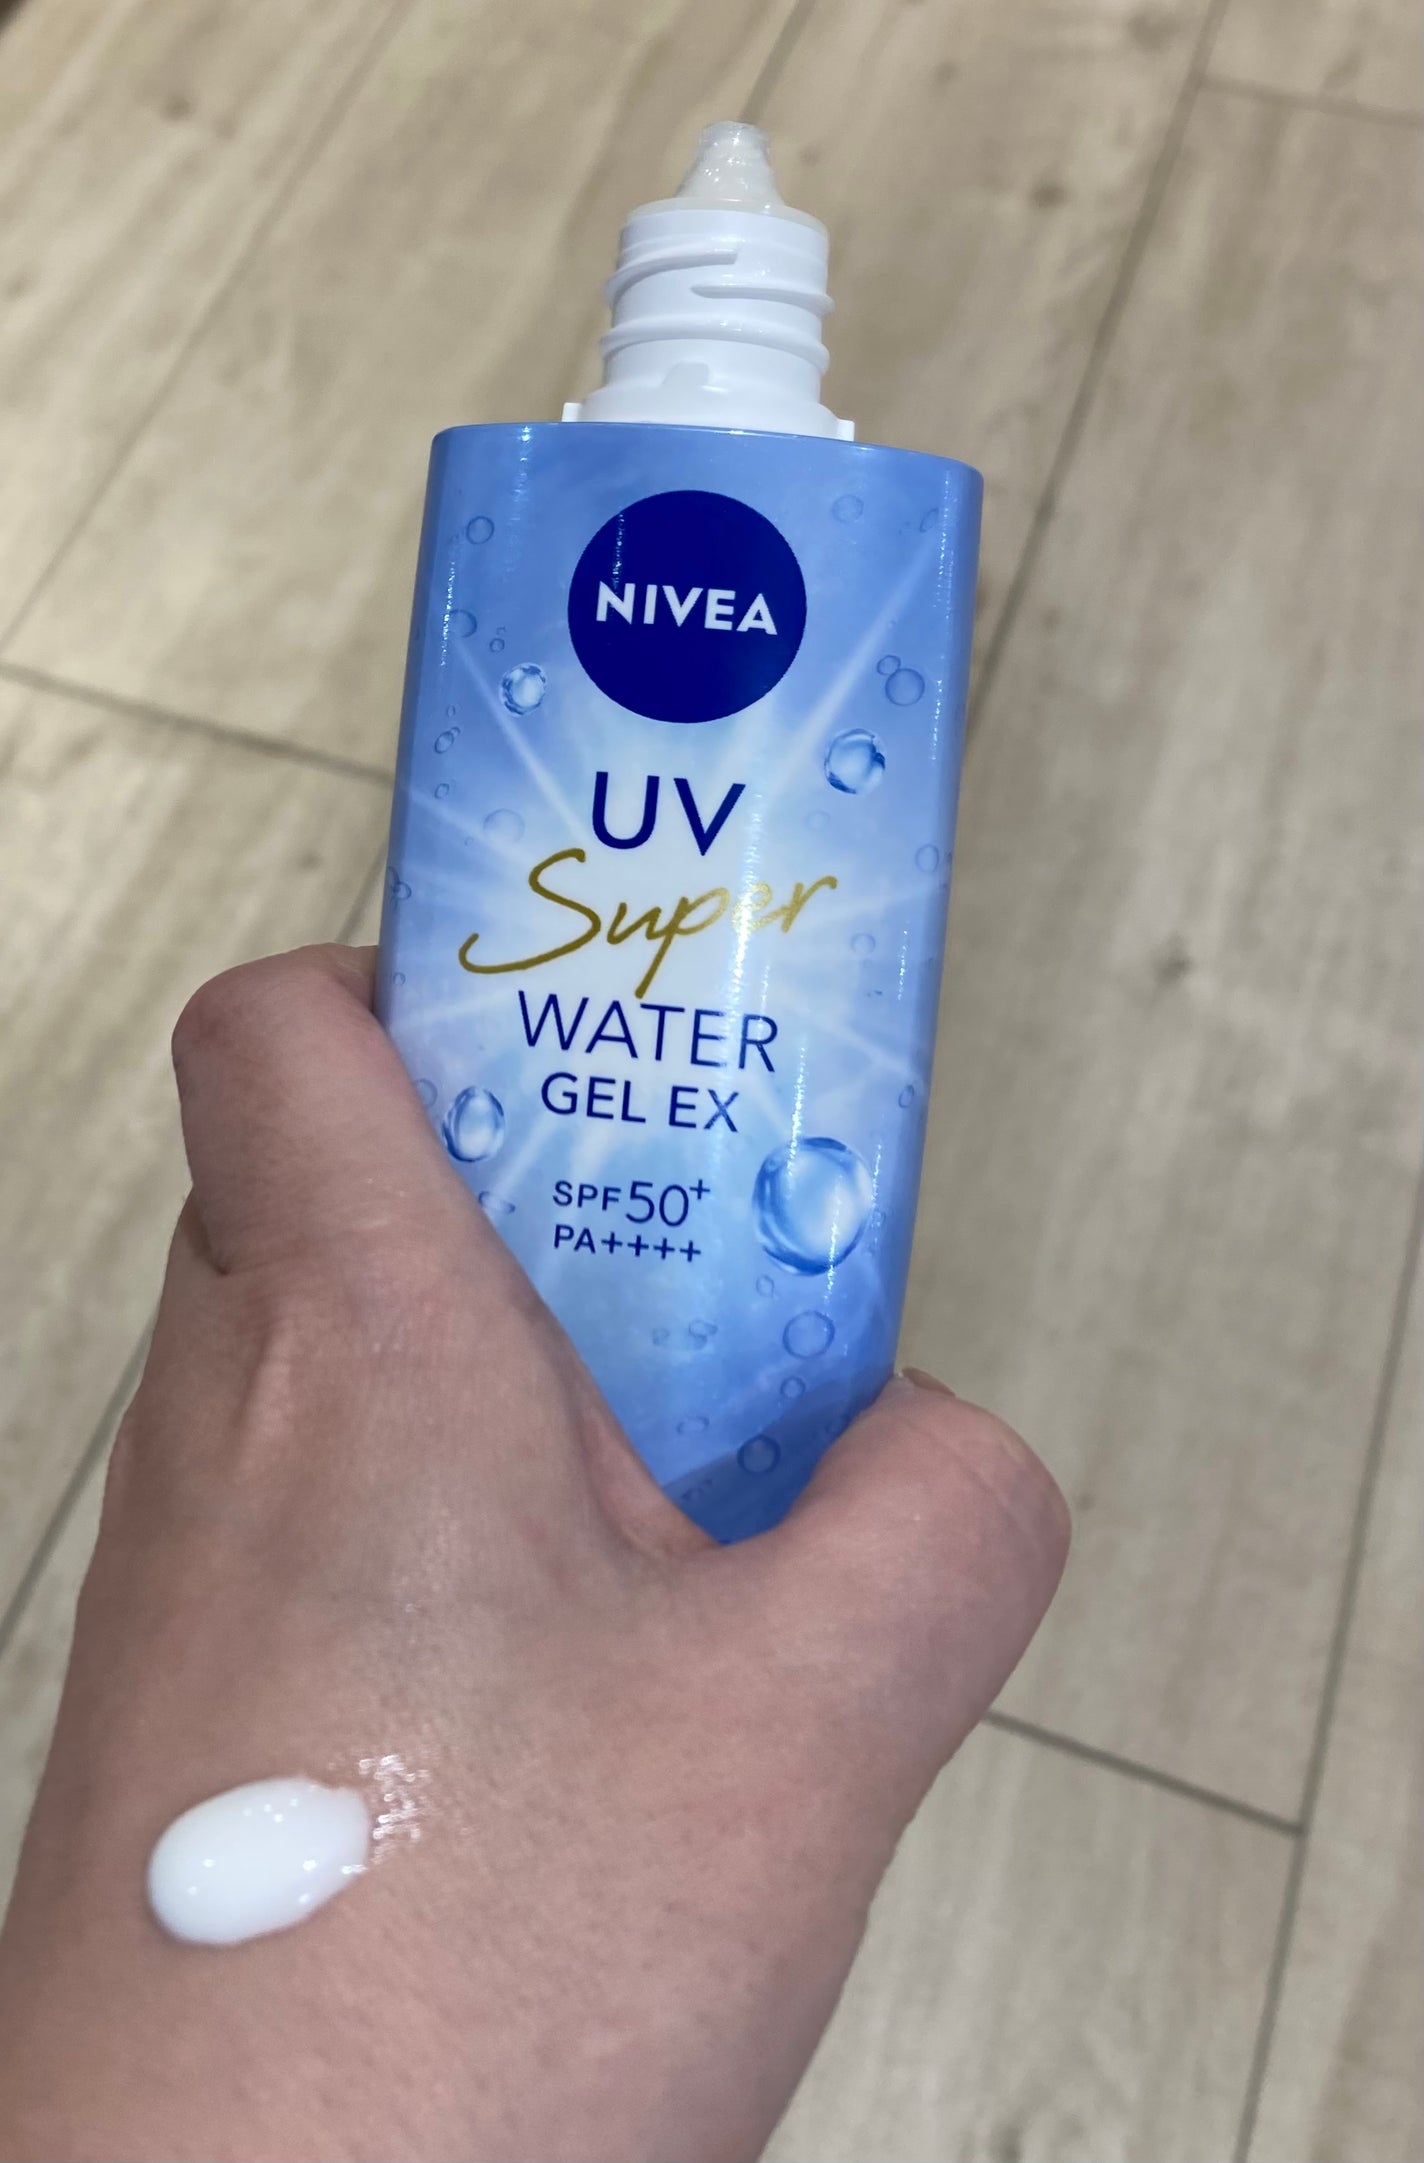 NIVEA
UV
Super
WATER
GEL EX
SPF50+
PA++++